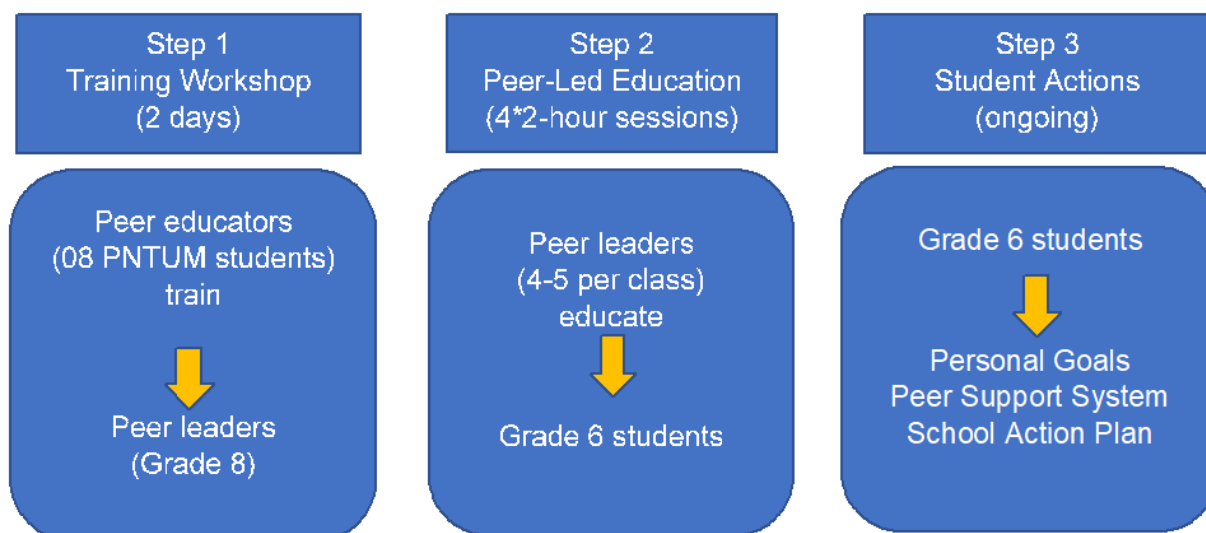 Step 1
Training Workshop
(2 days)
Peer educators
(08 PNTUM students)
train
Peer leaders
(Grade 8)
Step 2
Peer-Led Education
(4*2-hour sessions)
Peer leaders
(4-5 per class)
educate
Grade 6 students
Step 3
Student Actions
(ongoing)
Grade 6 students
Personal Goals
Peer Support System
School Action Plan